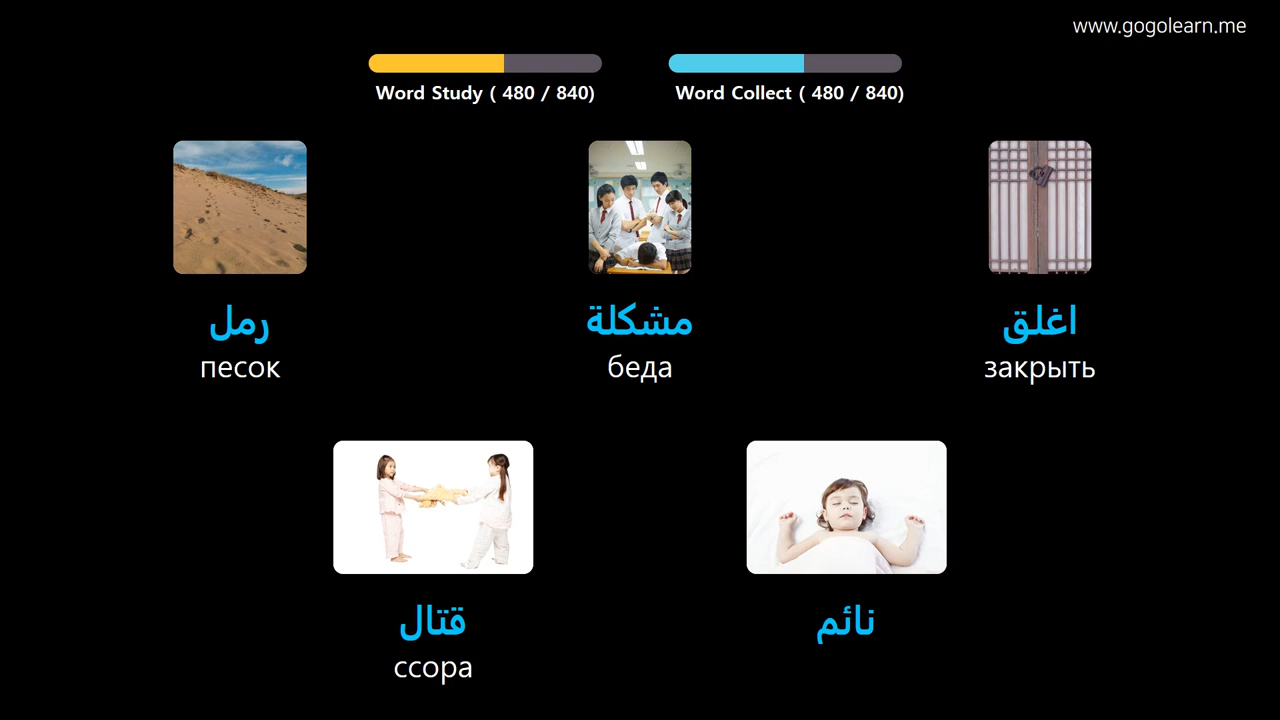 www.gogolearn.me
Word Study ( 480 / 840)
Word Collect ( 480 / 840)
رمل
песок
مشكلة
беда
اغلق
закрыть
قتال
ссора
نائم